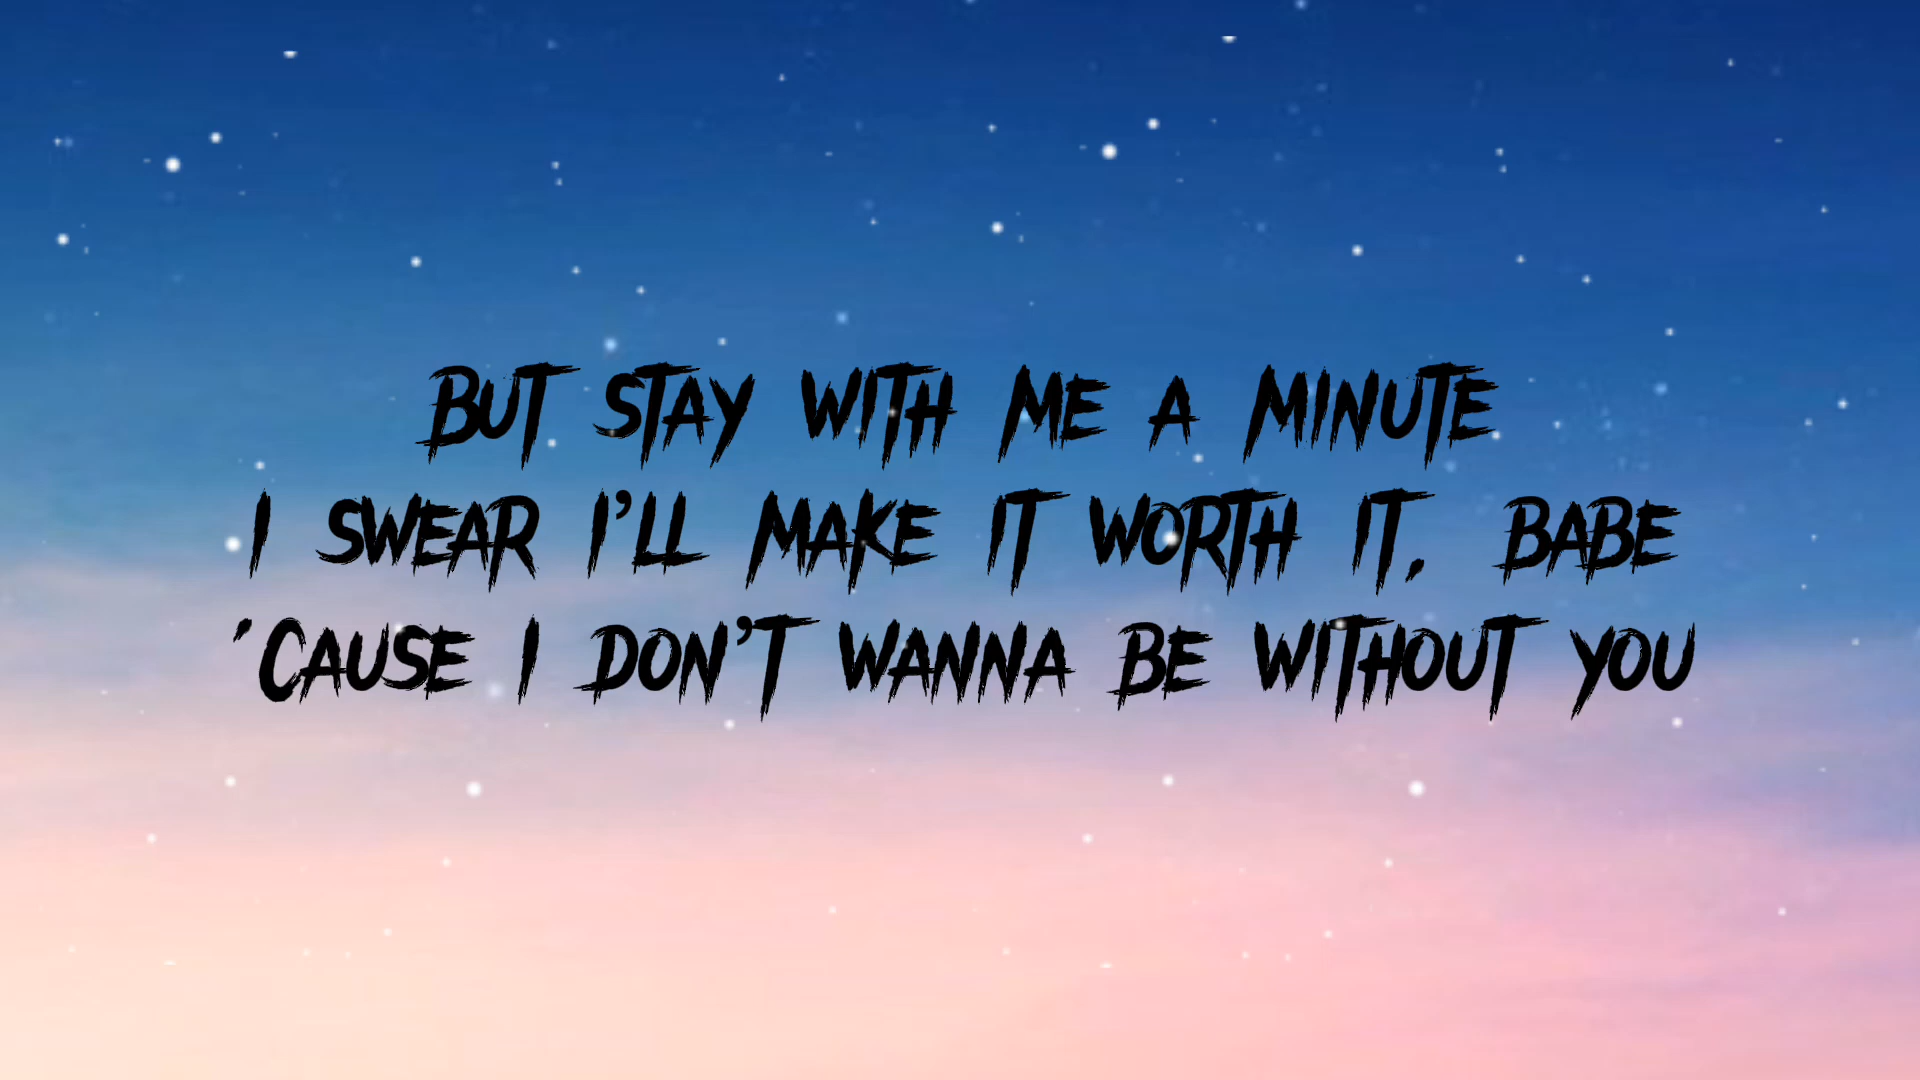 BUT STAY WITH ME A MINUTE
I SWEAR I'LL MAKE IT WORTH IT, BABE
'CAUSE I DON'T WANNA BE WITHOUT YOU